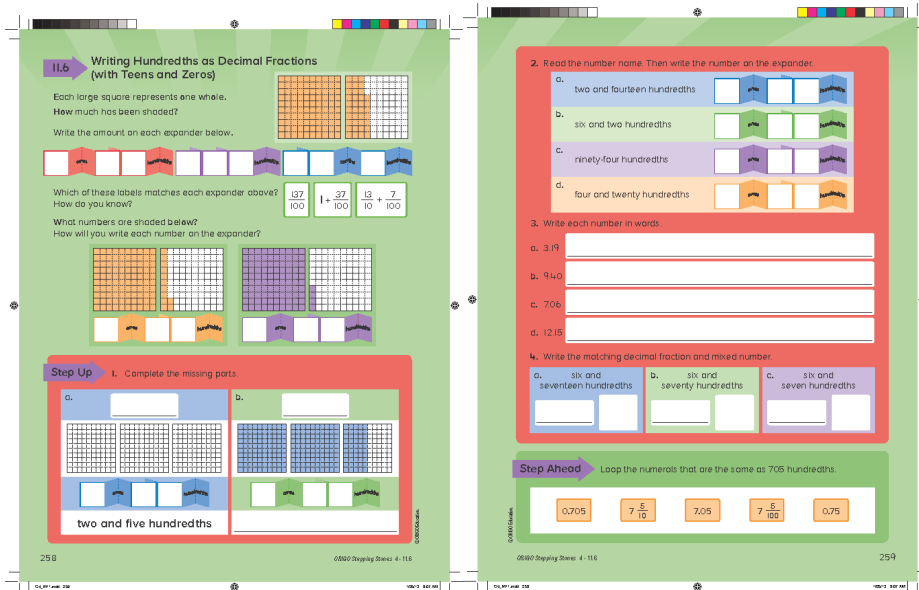 11.6
Writing Hundredths as Decimal Fractions
(with Teens and Zeros)
Each large square represents one whole.
How much has been shaded?
Write the amount on each expander below.
ones hundredths hundredths tenths hundredths
Which of these labels matches each expander above?
How do you know?
137/100 1 + 37/100 13/10 + 7/100
What numbers are shaded below?
How will you write each number on the expander?
ones hundredths ones hundredths
Step Up 1. Complete the missing parts.
a. b.
ones hundredths ones hundredths
two and five hundredths
258
ORIGO Stepping Stones 4 • 11.6
2. Read the number name. Then write the number on the expander.
a. two and fourteen hundredths ones hundredths
b. six and two hundredths ones hundredths
c. ninety-four hundredths ones hundredths
d. four and twenty hundredths ones hundredths
3. Write each number in words.
a. 3.19
b. 9.40
c. 7.06
d. 12.15
4. Write the matching decimal fraction and mixed number.
a. six and seventeen hundredths
b. six and seventy hundredths
c. six and seven hundredths
Step Ahead Loop the numerals that are the same as 705 hundredths.
0.705 7 5/10 7.05 7 5/100 0.75
ORIGO Stepping Stones 4 • 11.6
259